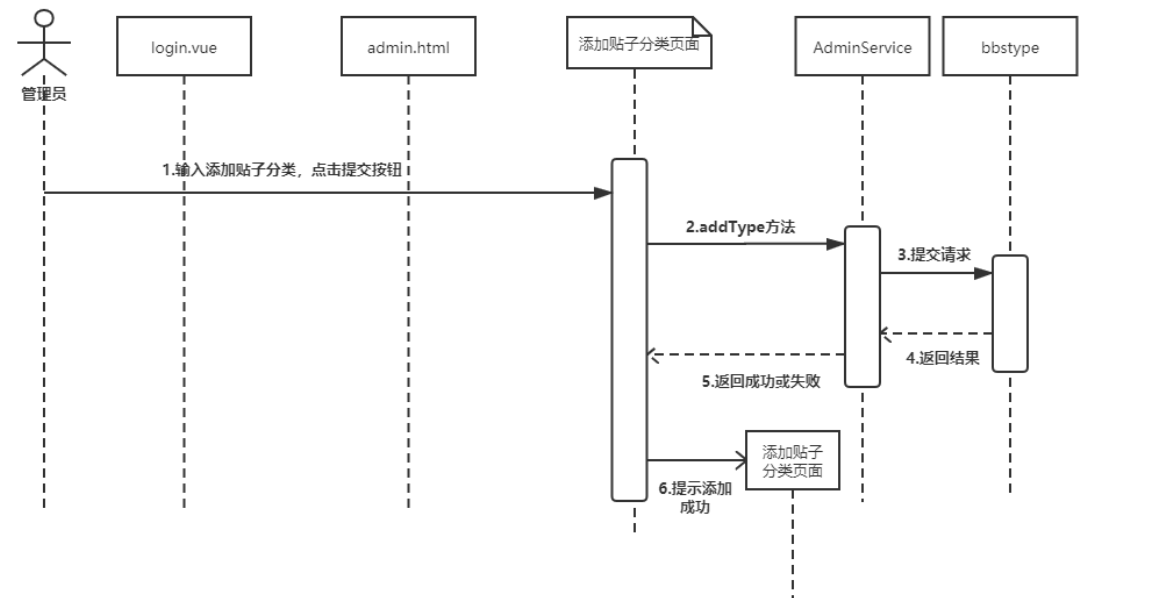 login.vue
admin.html
添加贴子分类页面
AdminService
bbstype
管理员
1.输入添加贴子分类，点击提交按钮
2.addType方法
3.提交请求
4.返回结果
5.返回成功或失败
添加贴子
分类页面
6.提示添加
成功